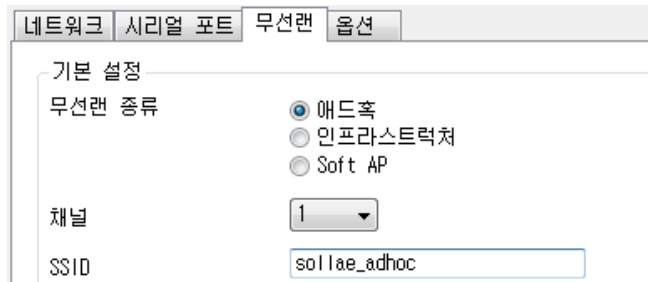 네트워크 시리얼 포트 무선랜 옵션
기본 설정
무선랜 종류 애드혹
인프라스트럭쳐
Soft AP
채널 1
SSID sollae_adhoc